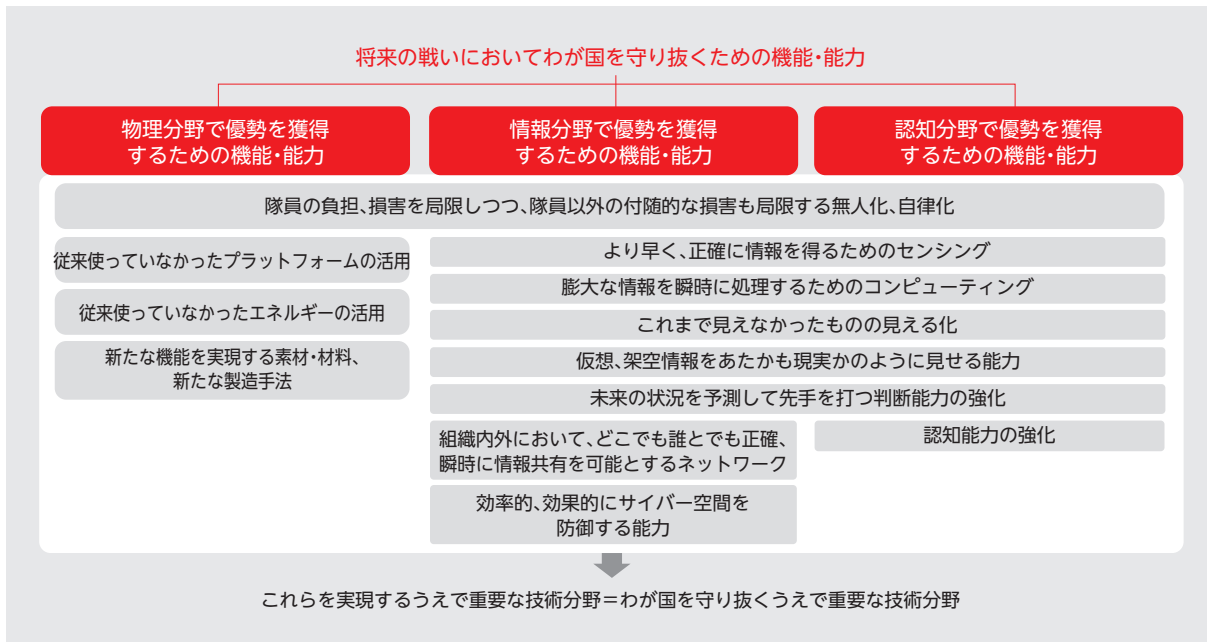 将来の戦いにおいてわが国を守り抜くための機能・能力
物理分野で優勢を獲得
するための機能・能力
情報分野で優勢を獲得
するための機能・能力
認知分野で優勢を獲得
するための機能・能力
隊員の負担、損害を局限しつつ、隊員以外の付随的な損害も局限する無人化、自律化
従来使っていなかったプラットフォームの活用
従来使っていなかったエネルギーの活用
新たな機能を実現する素材・材料、
新たな製造手法
より早く、正確に情報を得るためのセンシング
膨大な情報を瞬時に処理するためのコンピューティング
これまで見えなかったものの見える化
仮想、架空情報をあたかも現実かのように見せる能力
未来の状況を予測して先手を打つ判断能力の強化
組織内外において、どこでも誰とでも正確、
瞬時に情報共有を可能とするネットワーク
認知能力の強化
効率的、効果的にサイバー空間を
防御する能力
これらを実現するうえで重要な技術分野＝わが国を守り抜くうえで重要な技術分野